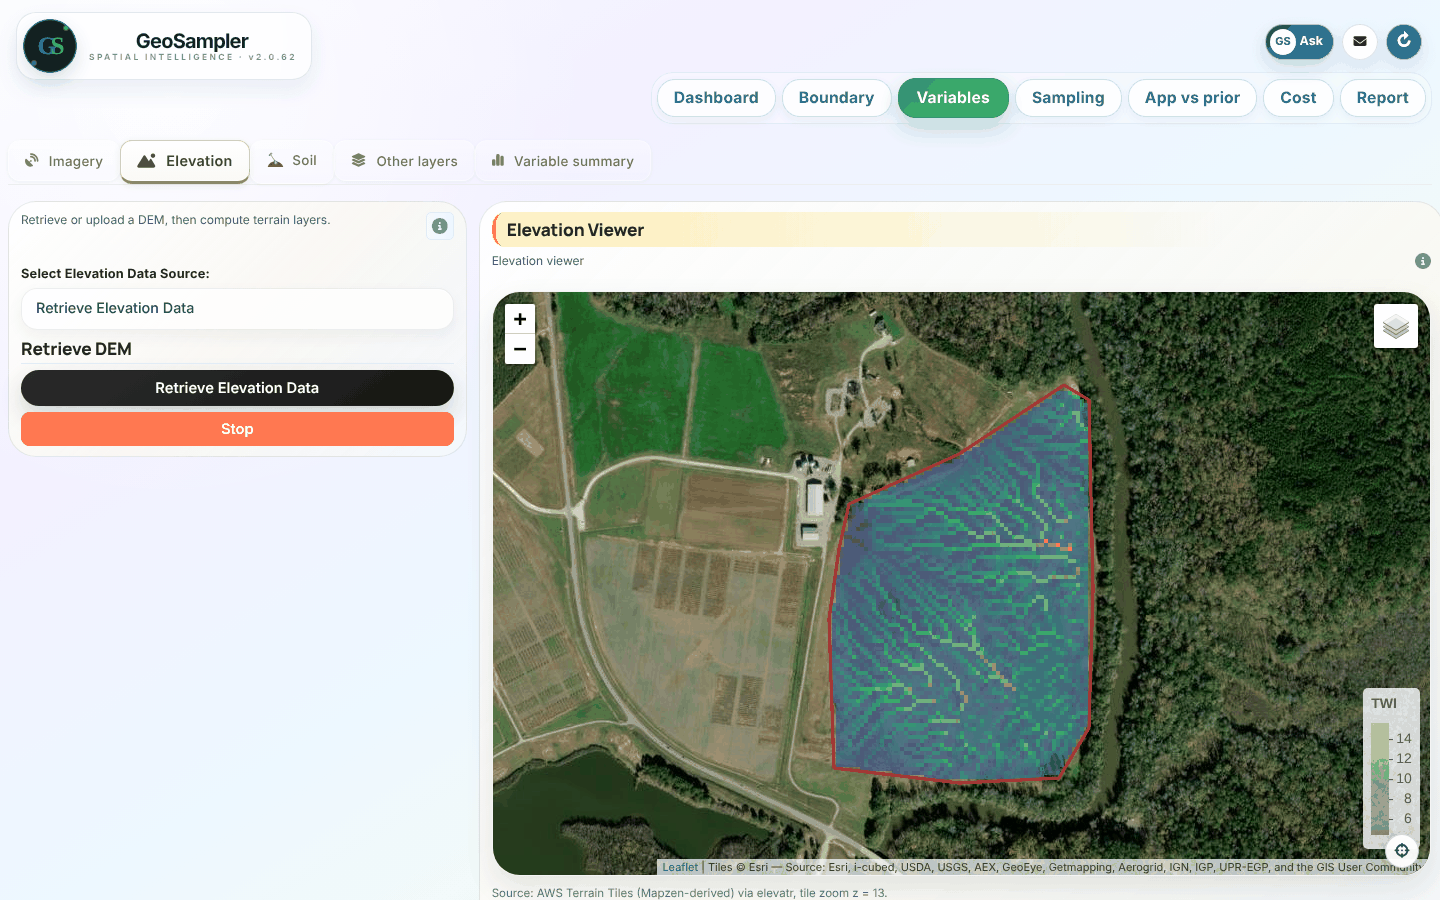 GS
GeoSampler
SPATIAL INTELLIGENCE · v2.0.62
GS Ask
Dashboard
Boundary
Variables
Sampling
App vs prior
Cost
Report
Imagery
Elevation
Soil
Other layers
Variable summary
Retrieve or upload a DEM, then compute terrain layers.
Select Elevation Data Source:
Retrieve Elevation Data
Retrieve DEM
Retrieve Elevation Data
Stop
Elevation Viewer
Elevation viewer
+
−
TWI
14
12
10
8
6
Leaflet | Tiles © Esri — Source: Esri, i-cubed, USDA, USGS, AEX, GeoEye, Getmapping, Aerogrid, IGN, IGP, UPR-EGP, and the GIS User Community
Source: AWS Terrain Tiles (Mapzen-derived) via elevatr, tile zoom z = 13.